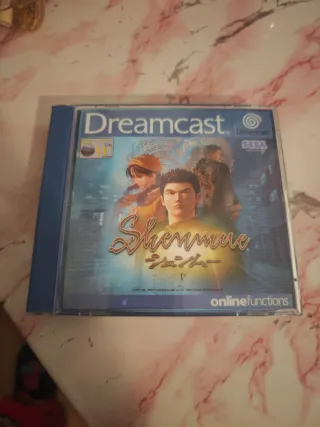 Dreamcast
SEGA
Shenmue
シェンムー
onlinefunctions